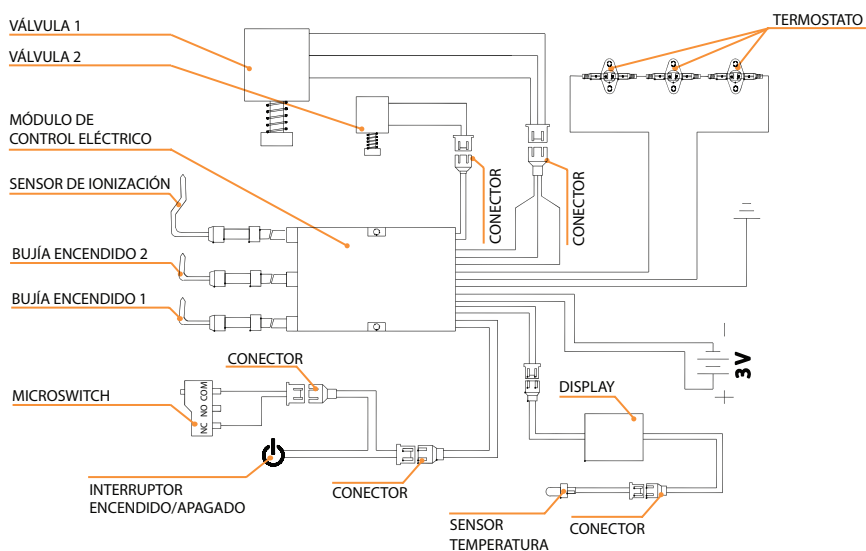 VÁLVULA 1
TERMOSTATO
VÁLVULA 2
MÓDULO DE
CONTROL ELÉCTRICO
SENSOR DE IONIZACIÓN
CONECTOR
CONECTOR
BUJÍA ENCENDIDO 2
BUJÍA ENCENDIDO 1
CONECTOR
3 V
MICROSWITCH
COM
NO
NC
DISPLAY
INTERRUPTOR
ENCENDIDO/APAGADO
CONECTOR
SENSOR
TEMPERATURA
CONECTOR